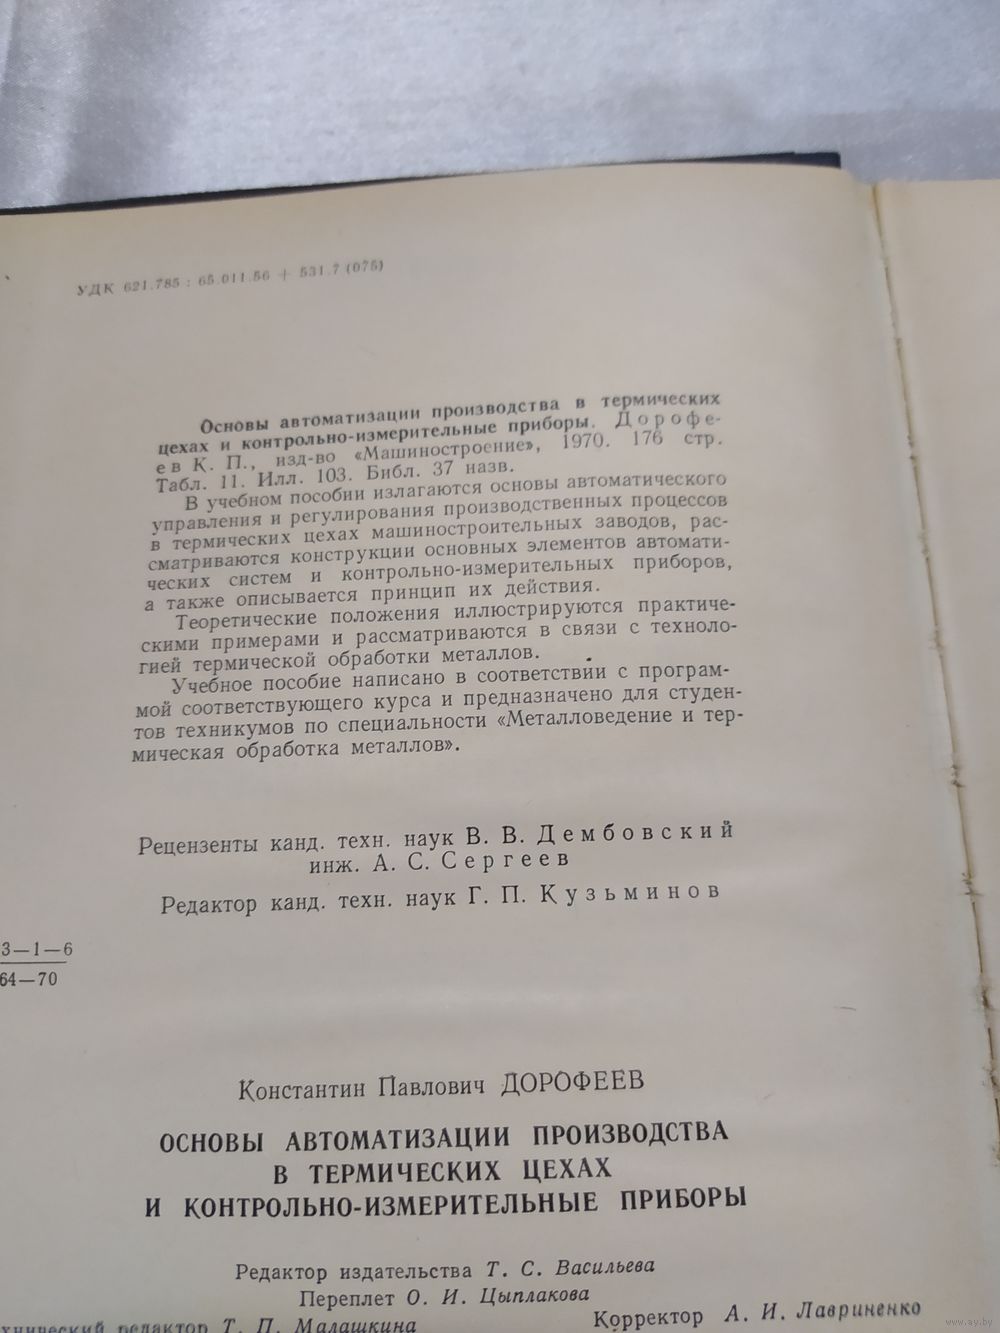 УДК 621.785 : 65.011.56 + 531.7 (075)
Основы автоматизации производства в термических
цехах и контрольно-измерительные приборы. Дорофе-
ев К. П., изд-во «Машиностроение», 1970. 176 стр.
Табл. 11. Илл. 103. Библ. 37 назв.
В учебном пособии излагаются основы автоматического
управления и регулирования производственных процессов
в термических цехах машиностроительных заводов, рас-
сматриваются конструкции основных элементов автомати-
ческих систем и контрольно-измерительных приборов,
а также описывается принцип их действия.
Теоретические положения иллюстрируются практиче-
скими примерами и рассматриваются в связи с техноло-
гией термической обработки металлов.
Учебное пособие написано в соответствии с програм-
мой соответствующего курса и предназначено для студен-
тов техникумов по специальности «Металловедение и тер-
мическая обработка металлов».
Рецензенты канд. техн. наук В. В. Дембовский
инж. А. С. Сергеев
Редактор канд. техн. наук Г. П. Кузьминов
3—1—6
64—70
Константин Павлович ДОРОФЕЕВ
ОСНОВЫ АВТОМАТИЗАЦИИ ПРОИЗВОДСТВА
В ТЕРМИЧЕСКИХ ЦЕХАХ
И КОНТРОЛЬНО-ИЗМЕРИТЕЛЬНЫЕ ПРИБОРЫ
Редактор издательства Т. С. Васильева
Переплет О. И. Цыплакова
редактор Т. П. Малашкина Корректор А. И. Лавриненко
www.ay.by